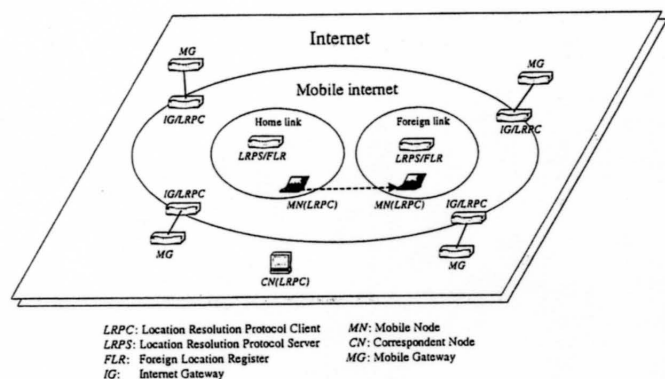 Internet
MG
MG
Mobile internet
IG/LRPC
IG/LRPC
Home link
Foreign link
LRPS/FLR
LRPS/FLR
IG/LRPC
MN(LRPC)
MN(LRPC)
IG/LRPC
MG
MG
CN(LRPC)
LRPC: Location Resolution Protocol Client
MN: Mobile Node
LRPS: Location Resolution Protocol Server
CN: Correspondent Node
FLR: Foreign Location Register
MG: Mobile Gateway
IG: Internet Gateway